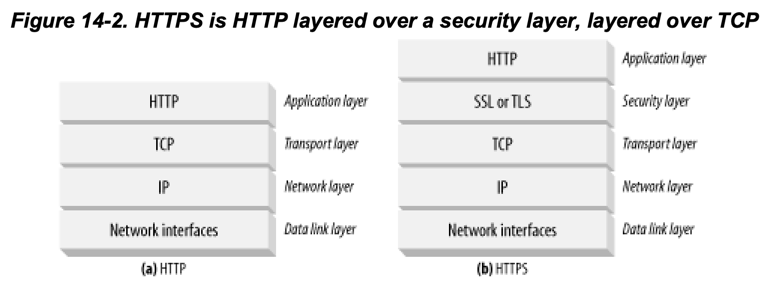 Figure 14-2. HTTPS is HTTP layered over a security layer, layered over TCP
HTTP Application layer
TCP Transport layer
IP Network layer
Network interfaces Data link layer
(a) HTTP
HTTP Application layer
SSL or TLS Security layer
TCP Transport layer
IP Network layer
Network interfaces Data link layer
(b) HTTPS